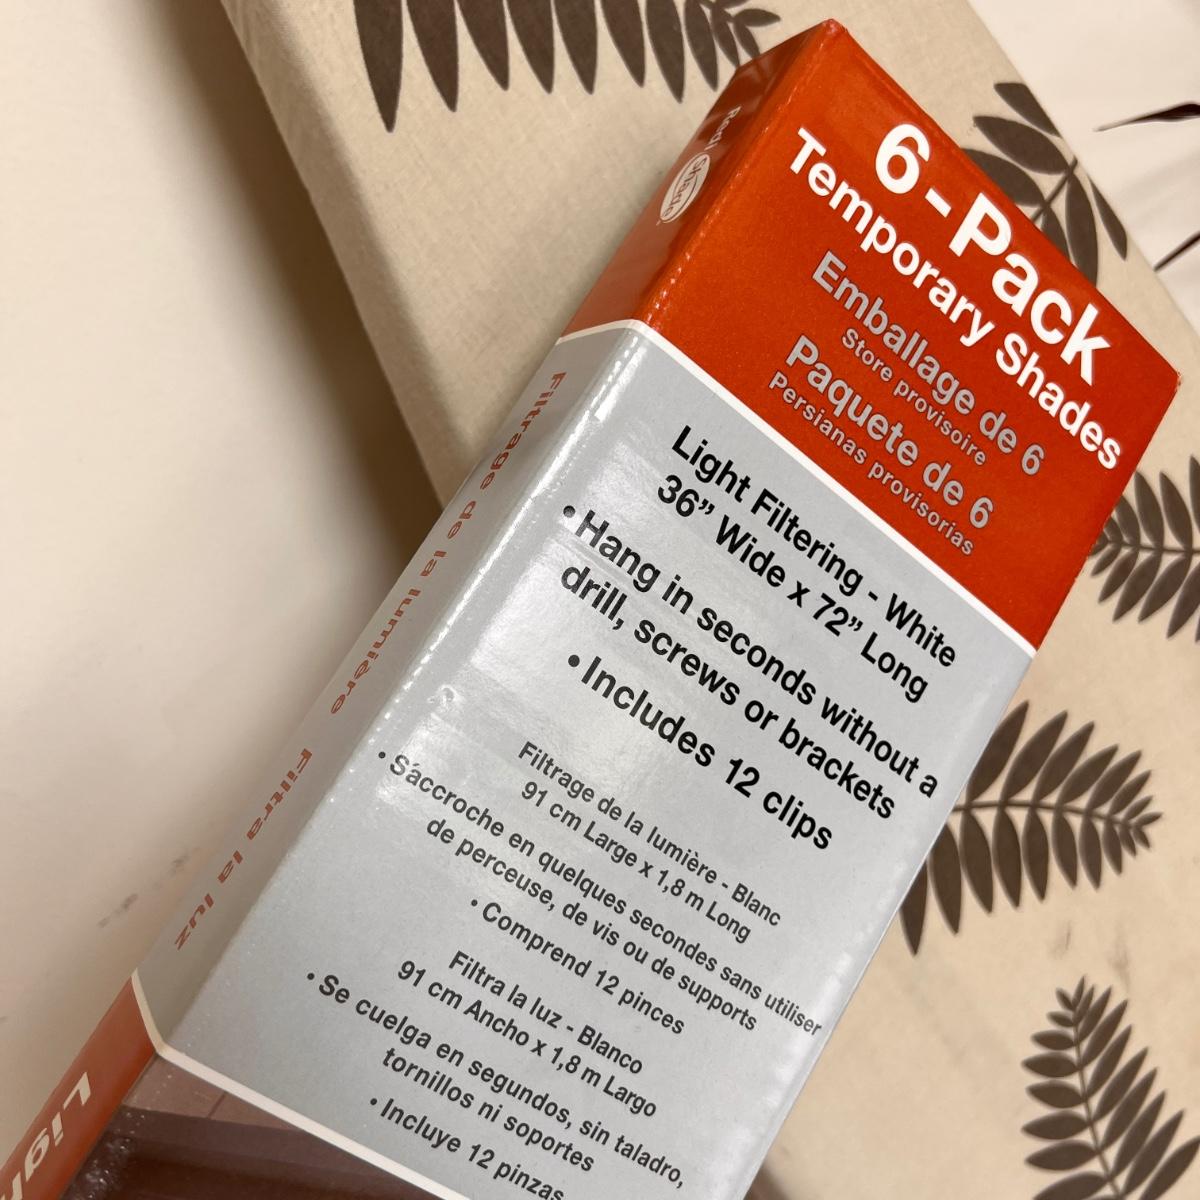 6-Pack
Temporary Shades
Emballage de 6
Store provisoire
Paquete de 6
Persianas provisorias
Light Filtering - White
36” Wide x 72” Long
•Hang in seconds without a
drill, screws or brackets
•Includes 12 clips
Filtrage de la lumière - Blanc
91 cm Large x 1,8 m Long
• S'accroche en quelques secondes sans utiliser
de perceuse, de vis ou de supports
• Comprend 12 pinces
Filtra la luz - Blanco
91 cm Ancho x 1,8 m Largo
• Se cuelga en segundos, sin taladro,
tornillos ni soportes
• Incluye 12 pinzas
Redi Shade
Filtrage de la lumière Filtra la luz